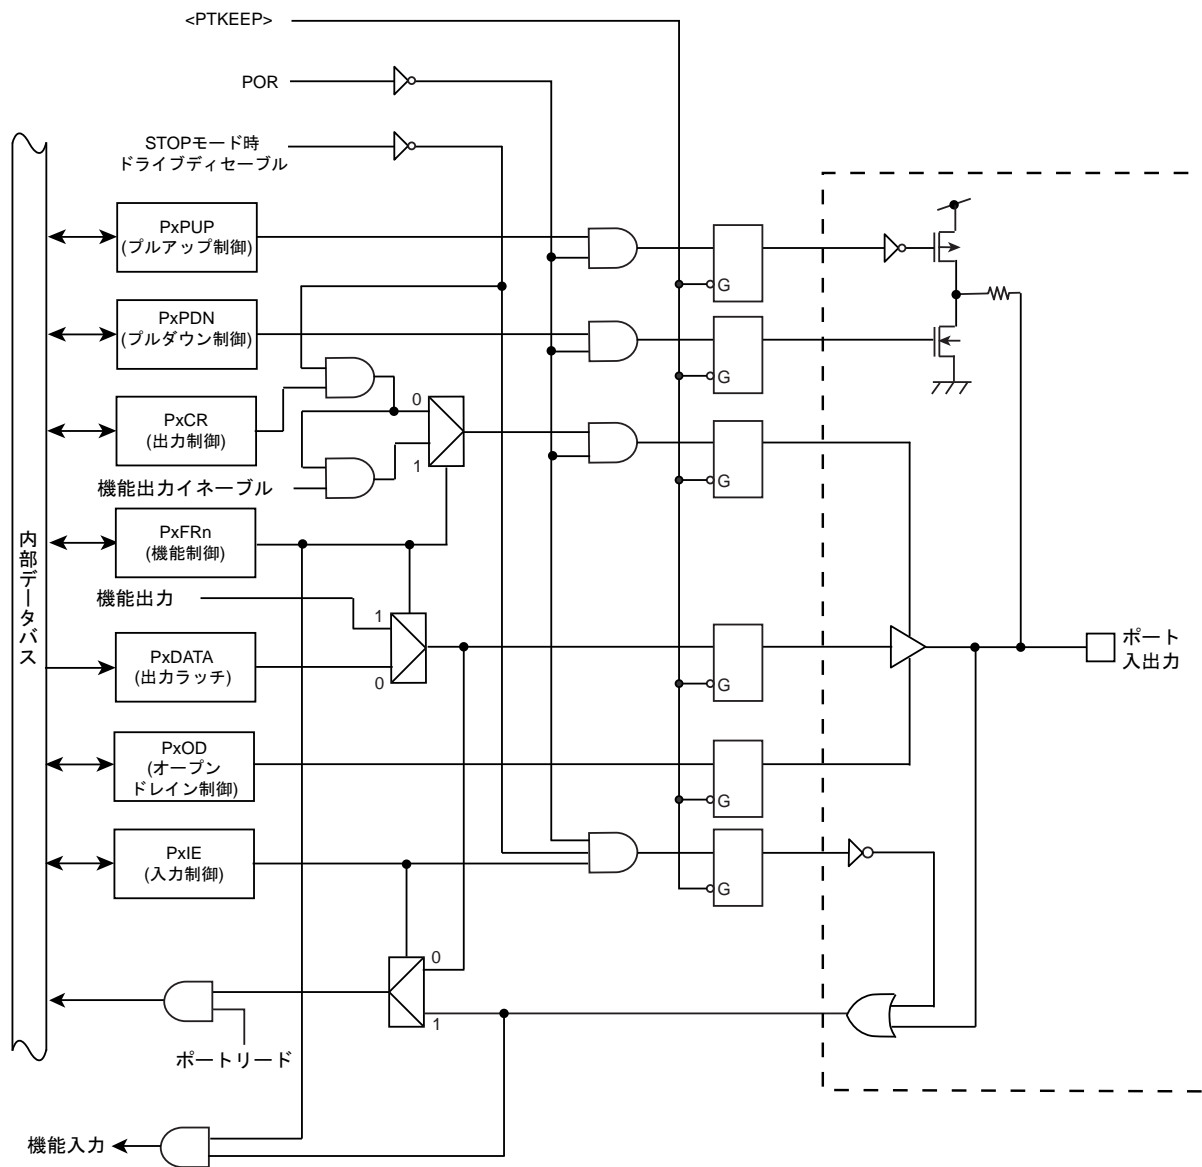 <PTKEEP>
POR
STOPモード時
ドライブディセーブル
PxPUP
(プルアップ制御)
G
PxPDN
(プルダウン制御)
G
PxCR
(出力制御)
0
1
G
機能出力イネーブル
PxFRn
(機能制御)
内部データバス
機能出力
1
0
PxDATA
(出力ラッチ)
G
ポート
入出力
PxOD
(オープン
ドレイン制御)
G
PxIE
(入力制御)
G
0
1
ポートリード
機能入力